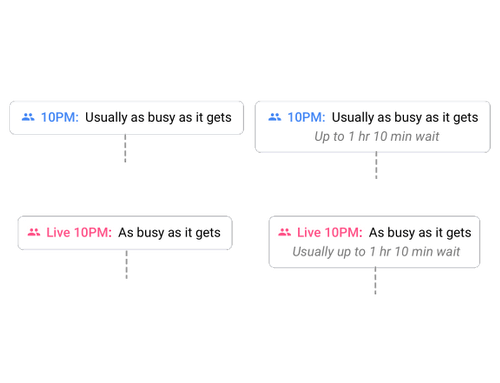 10PM: Usually as busy as it gets
10PM: Usually as busy as it gets
Up to 1 hr 10 min wait
Live 10PM: As busy as it gets
Live 10PM: As busy as it gets
Usually up to 1 hr 10 min wait